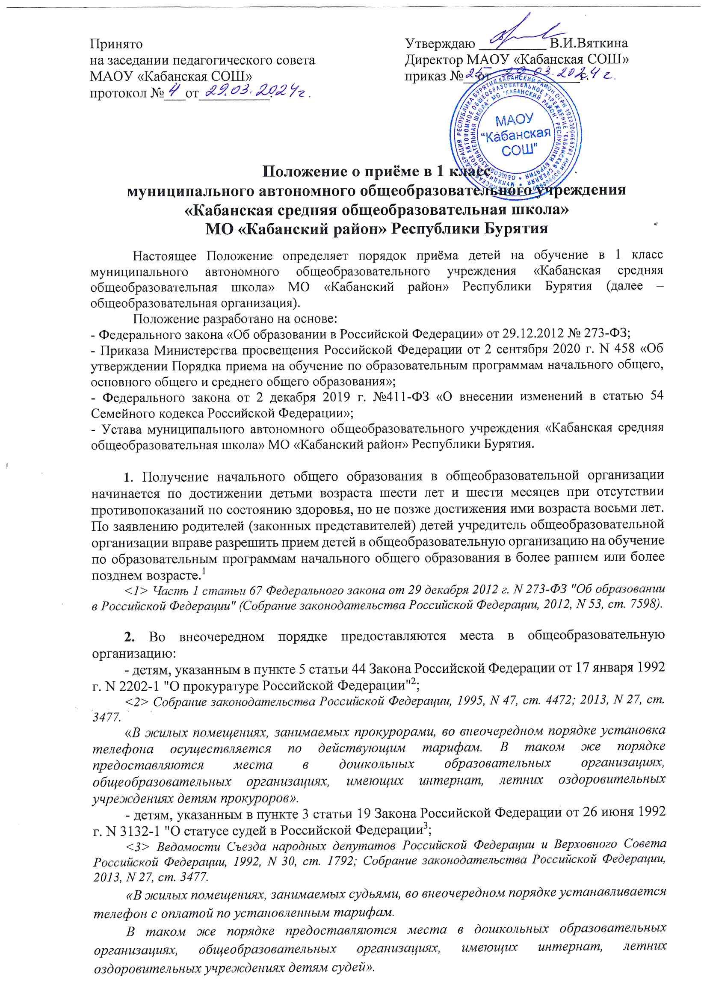 Принято
на заседании педагогического совета
МАОУ «Кабанская СОШ»
протокол № 4 от 29.03.2024г.
Утверждаю В.И.Вяткина
Директор МАОУ «Кабанская СОШ»
приказ № 25 от 29.03.2024г.
МАОУ
"Кабанская
СОШ"
Положение о приёме в 1 класс
муниципального автономного общеобразовательного учреждения
«Кабанская средняя общеобразовательная школа»
МО «Кабанский район» Республики Бурятия
Настоящее Положение определяет порядок приёма детей на обучение в 1 класс
муниципального автономного общеобразовательного учреждения «Кабанская средняя
общеобразовательная школа» МО «Кабанский район» Республики Бурятия (далее –
общеобразовательная организация).
Положение разработано на основе:
- Федерального закона «Об образовании в Российской Федерации» от 29.12.2012 № 273-ФЗ;
- Приказа Министерства просвещения Российской Федерации от 2 сентября 2020 г. N 458 «Об
утверждении Порядка приема на обучение по образовательным программам начального общего,
основного общего и среднего общего образования»;
- Федерального закона от 2 декабря 2019 г. №411-ФЗ «О внесении изменений в статью 54
Семейного кодекса Российской Федерации»;
- Устава муниципального автономного общеобразовательного учреждения «Кабанская средняя
общеобразовательная школа» МО «Кабанский район» Республики Бурятия.
1. Получение начального общего образования в общеобразовательной организации
начинается по достижении детьми возраста шести лет и шести месяцев при отсутствии
противопоказаний по состоянию здоровья, но не позже достижения ими возраста восьми лет.
По заявлению родителей (законных представителей) детей учредитель общеобразовательной
организации вправе разрешить прием детей в общеобразовательную организацию на обучение
по образовательным программам начального общего образования в более раннем или более
позднем возрасте.1
<1> Часть 1 статьи 67 Федерального закона от 29 декабря 2012 г. N 273-ФЗ "Об образовании
в Российской Федерации" (Собрание законодательства Российской Федерации, 2012, N 53, ст. 7598).
2. Во внеочередном порядке предоставляются места в общеобразовательную
организацию:
- детям, указанным в пункте 5 статьи 44 Закона Российской Федерации от 17 января 1992
г. N 2202-1 "О прокуратуре Российской Федерации"2;
<2> Собрание законодательства Российской Федерации, 1995, N 47, ст. 4472; 2013, N 27, ст.
3477.
«В жилых помещениях, занимаемых прокурорами, во внеочередном порядке установка
телефона осуществляется по действующим тарифам. В таком же порядке
предоставляются места в дошкольных образовательных организациях,
общеобразовательных организациях, имеющих интернат, летних оздоровительных
учреждениях детям прокуроров».
- детям, указанным в пункте 3 статьи 19 Закона Российской Федерации от 26 июня 1992
г. N 3132-1 "О статусе судей в Российской Федерации3;
<3> Ведомости Съезда народных депутатов Российской Федерации и Верховного Совета
Российской Федерации, 1992, N 30, ст. 1792; Собрание законодательства Российской Федерации,
2013, N 27, ст. 3477.
«В жилых помещениях, занимаемых судьями, во внеочередном порядке устанавливается
телефон с оплатой по установленным тарифам.
В таком же порядке предоставляются места в дошкольных образовательных
организациях, общеобразовательных организациях, имеющих интернат, летних
оздоровительных учреждениях детям судей».